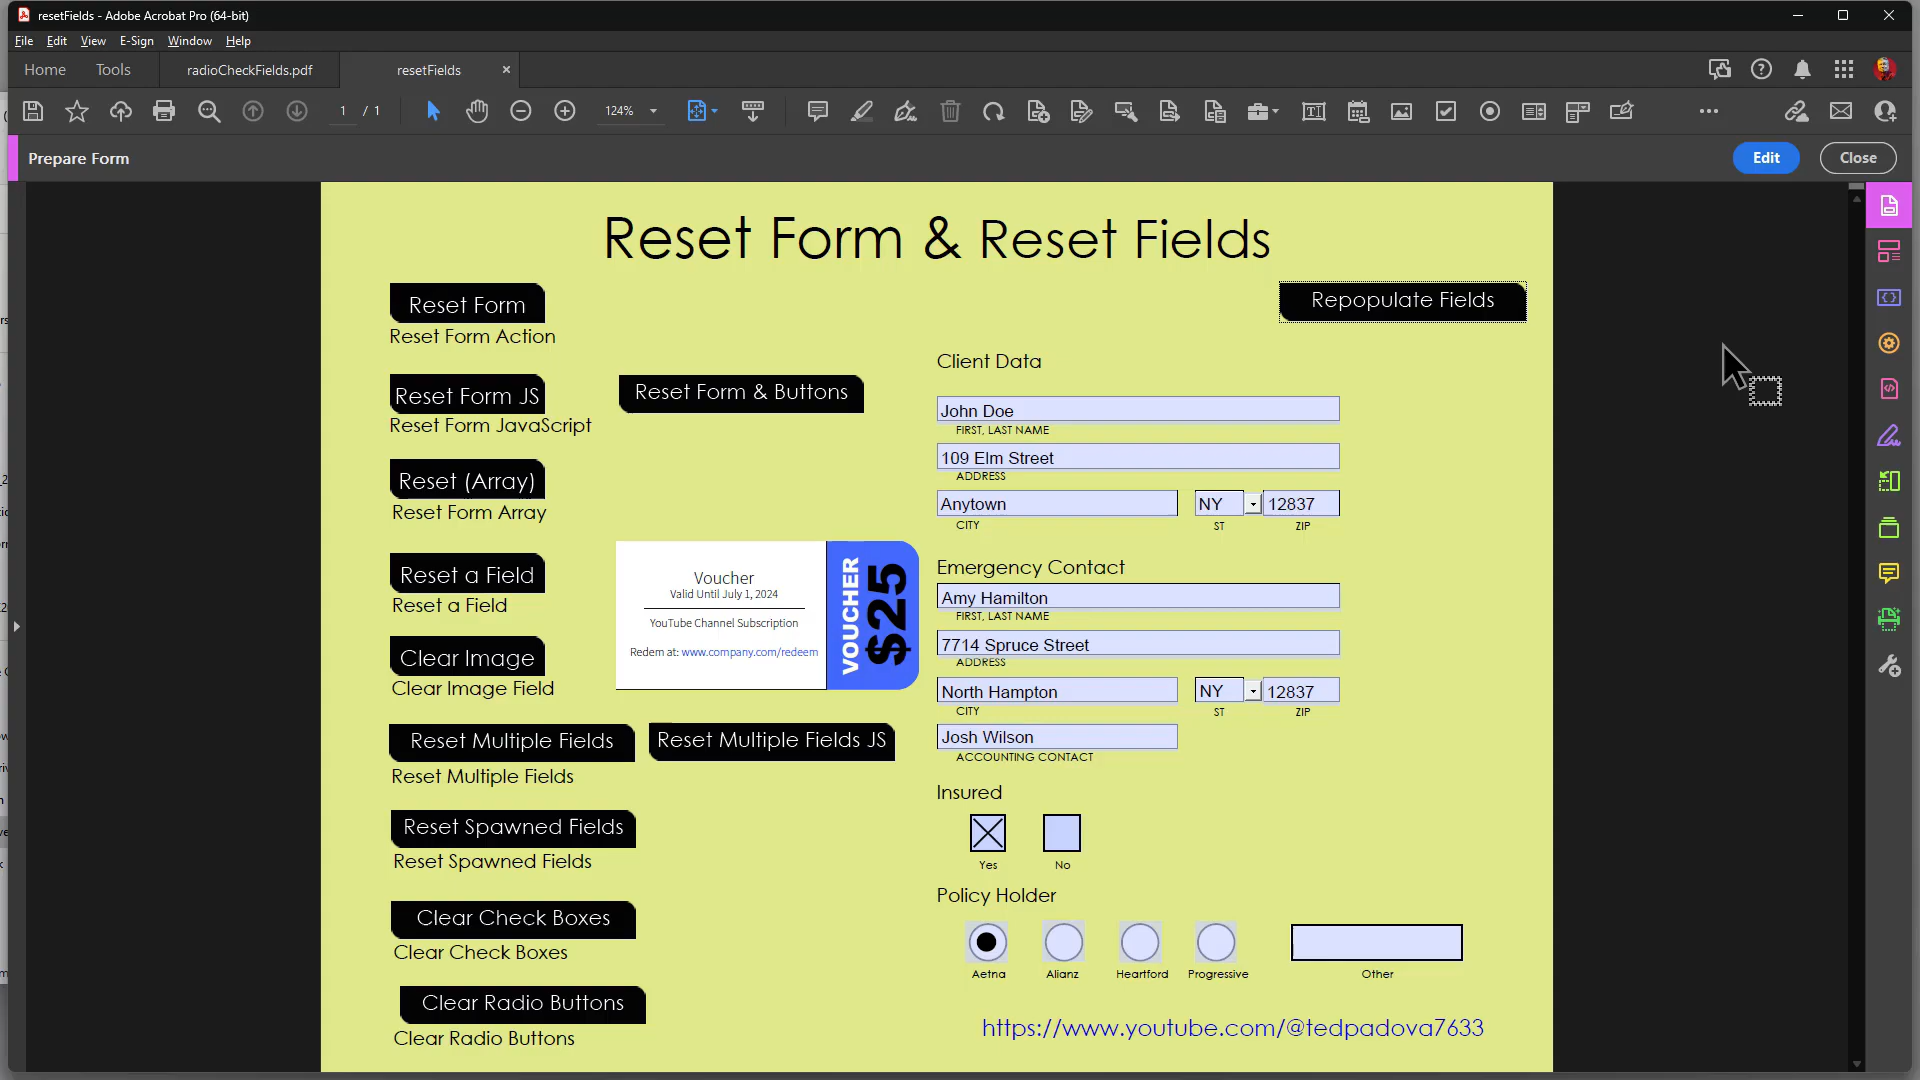 resetFields - Adobe Acrobat Pro (64-bit)
File Edit View E-Sign Window Help
Home Tools radioCheckFields.pdf resetFields
1 / 1 124%
Prepare Form
Edit Close
Reset Form & Reset Fields
Reset Form
Reset Form Action
Repopulate Fields
Reset Form JS
Reset Form JavaScript
Reset Form & Buttons
Reset (Array)
Reset Form Array
Reset a Field
Reset a Field
Clear Image
Clear Image Field
Voucher
Valid Until July 1, 2024
YouTube Channel Subscription
Redem at: www.company.com/redeem
VOUCHER
$25
Reset Multiple Fields
Reset Multiple Fields
Reset Multiple Fields JS
Reset Spawned Fields
Reset Spawned Fields
Clear Check Boxes
Clear Check Boxes
Clear Radio Buttons
Clear Radio Buttons
Client Data
John Doe
FIRST, LAST NAME
109 Elm Street
ADDRESS
Anytown NY 12837
CITY ST ZIP
Emergency Contact
Amy Hamilton
FIRST, LAST NAME
7714 Spruce Street
ADDRESS
North Hampton NY 12837
CITY ST ZIP
Josh Wilson
ACCOUNTING CONTACT
Insured
Yes No
Policy Holder
Aetna Alianz Heartford Progressive Other
https://www.youtube.com/@tedpadova7633